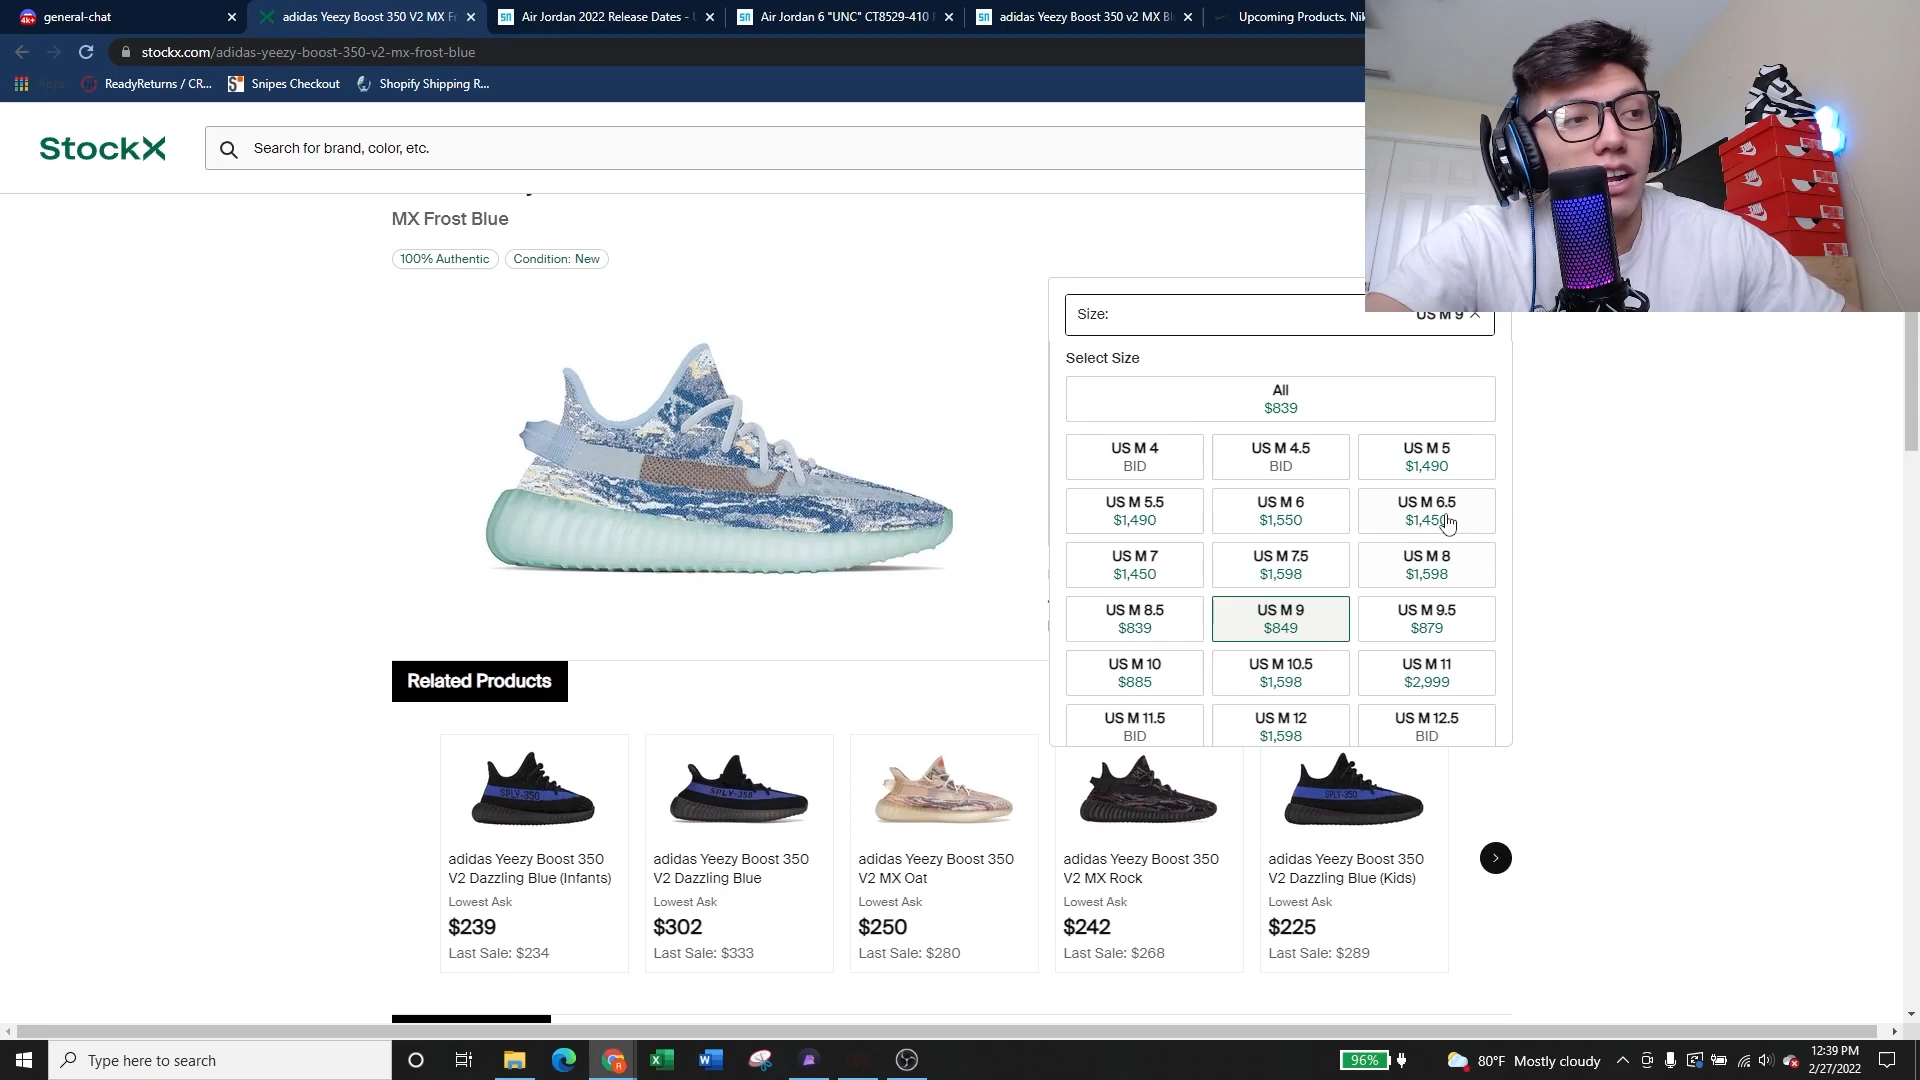 general-chat
adidas Yeezy Boost 350 V2 MX Fr
Air Jordan 2022 Release Dates -
Air Jordan 6 "UNC" CT8529-410
adidas Yeezy Boost 350 v2 MX Bl
Upcoming Products. Nik
stockx.com/adidas-yeezy-boost-350-v2-mx-frost-blue
Apps
ReadyReturns / CR...
Snipes Checkout
Shopify Shipping R...
StockX
Search for brand, color, etc.
MX Frost Blue
100% Authentic
Condition: New
Size:
US M 9
Select Size
All
$839
US M 4
BID
US M 4.5
BID
US M 5
$1,490
US M 5.5
$1,490
US M 6
$1,550
US M 6.5
$1,450
US M 7
$1,450
US M 7.5
$1,598
US M 8
$1,598
US M 8.5
$839
US M 9
$849
US M 9.5
$879
US M 10
$885
US M 10.5
$1,598
US M 11
$2,999
US M 11.5
BID
US M 12
$1,598
US M 12.5
BID
Related Products
adidas Yeezy Boost 350
V2 Dazzling Blue (Infants)
Lowest Ask
$239
Last Sale: $234
adidas Yeezy Boost 350
V2 Dazzling Blue
Lowest Ask
$302
Last Sale: $333
adidas Yeezy Boost 350
V2 MX Oat
Lowest Ask
$250
Last Sale: $280
adidas Yeezy Boost 350
V2 MX Rock
Lowest Ask
$242
Last Sale: $268
adidas Yeezy Boost 350
V2 Dazzling Blue (Kids)
Lowest Ask
$225
Last Sale: $289
Type here to search
96%
80°F Mostly cloudy
12:39 PM
2/27/2022